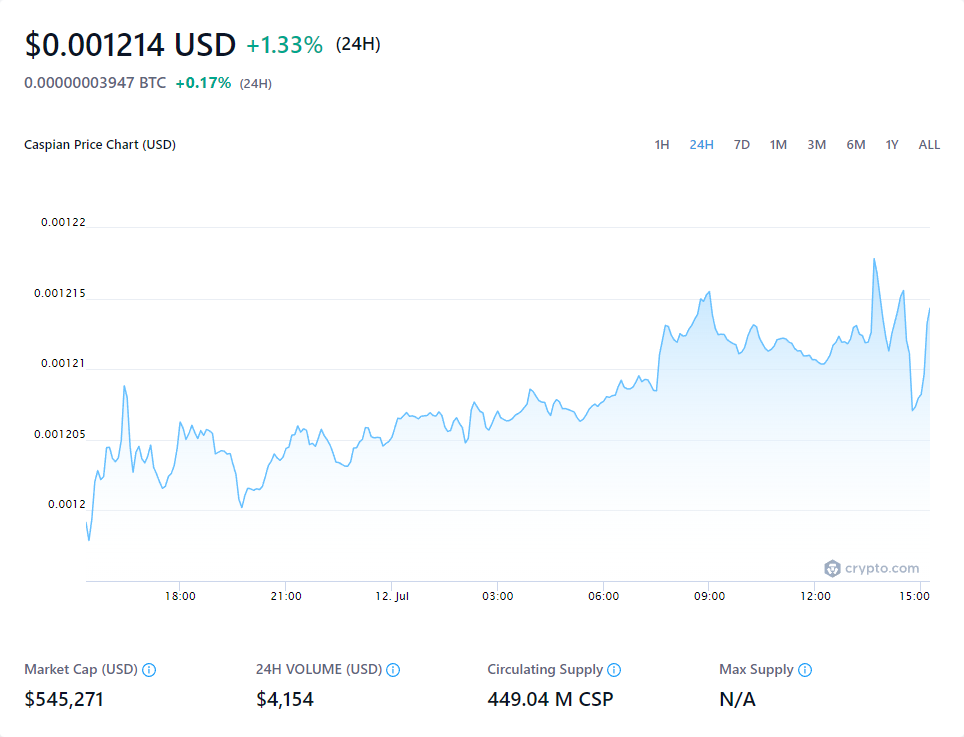 $0.001214 USD +1.33% (24H)
0.00000003947 BTC +0.17% (24H)
Caspian Price Chart (USD) 1H 24H 7D 1M 3M 6M 1Y ALL
0.00122
0.001215
0.00121
0.001205
0.0012
crypto.com
18:00 21:00 12. Jul 03:00 06:00 09:00 12:00 15:00
Market Cap (USD) 24H VOLUME (USD) Circulating Supply Max Supply
$545,271 $4,154 449.04 M CSP N/A